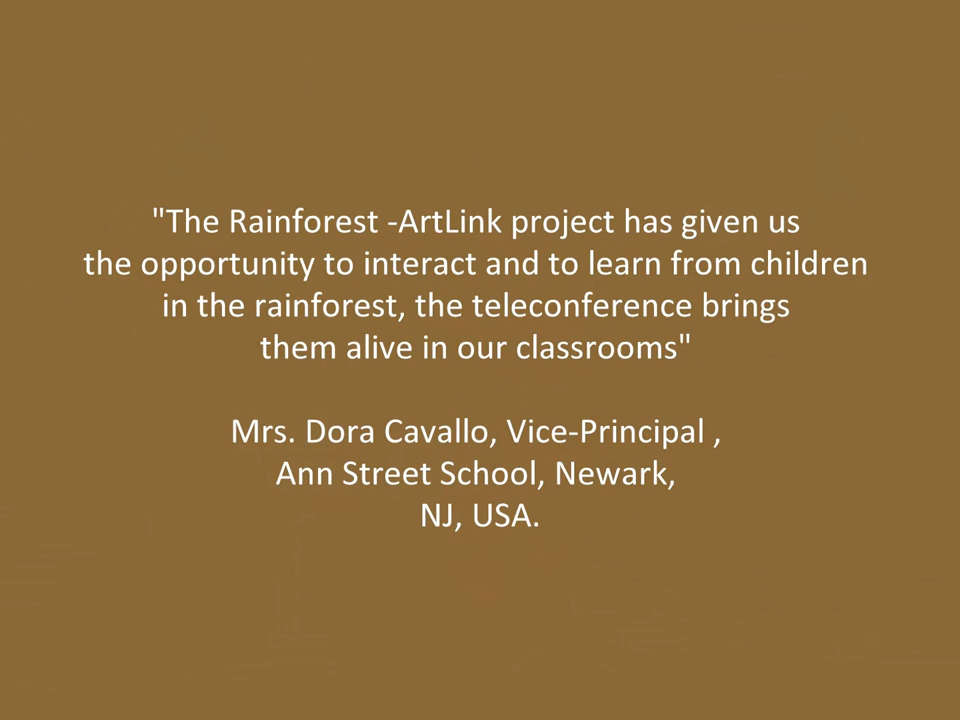 "The Rainforest -ArtLink project has given us
the opportunity to interact and to learn from children
in the rainforest, the teleconference brings
them alive in our classrooms"
Mrs. Dora Cavallo, Vice-Principal ,
Ann Street School, Newark,
NJ, USA.